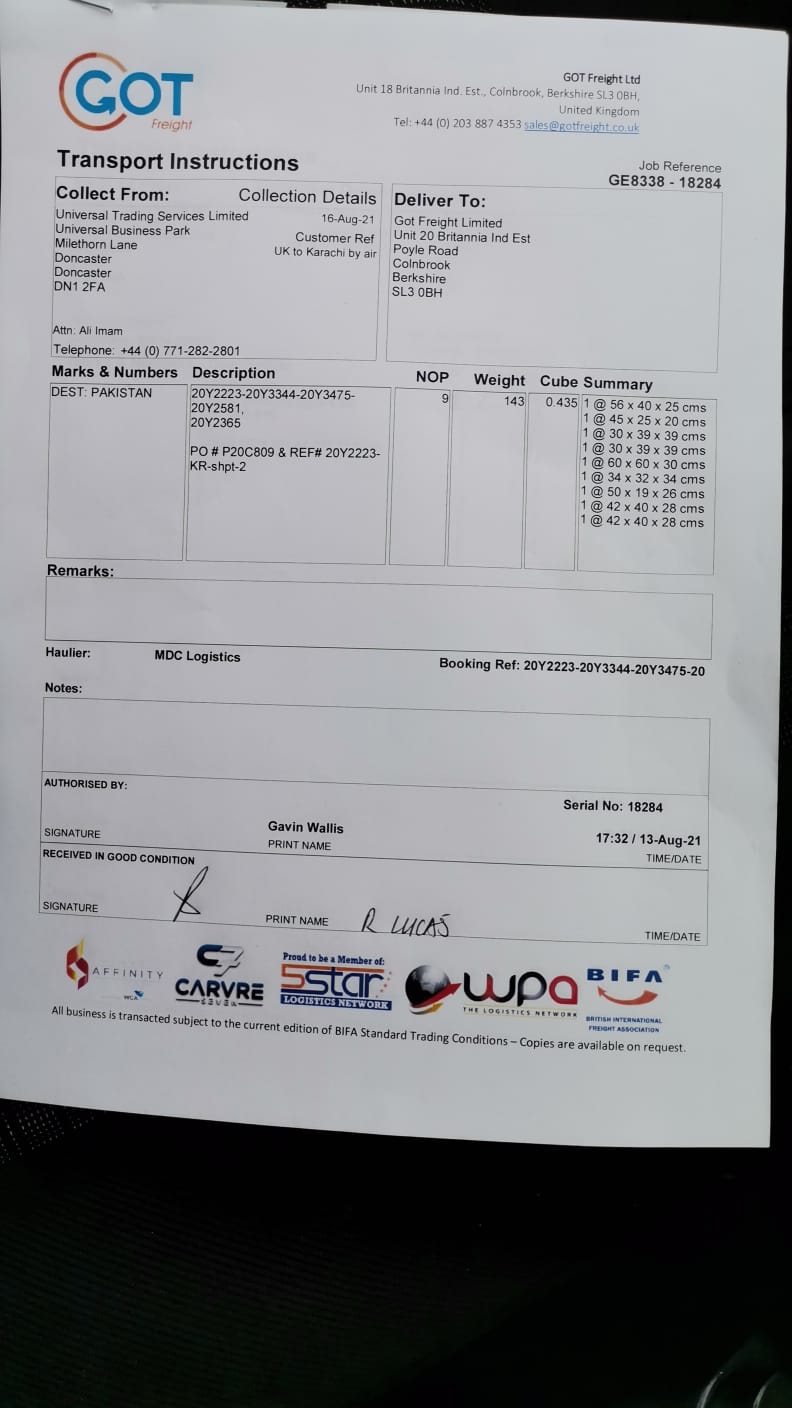 GOT
Freight
GOT Freight Ltd
Unit 18 Britannia Ind. Est., Colnbrook, Berkshire SL3 0BH,
United Kingdom
Tel: +44 (0) 203 887 4353 sales@gotfreight.co.uk
Transport Instructions
Job Reference
GE8338 - 18284
Collect From: Collection Details
Universal Trading Services Limited 16-Aug-21
Universal Business Park Customer Ref
Milethorn Lane UK to Karachi by air
Doncaster
Doncaster
DN1 2FA
Attn: Ali Imam
Telephone: +44 (0) 771-282-2801
Deliver To:
Got Freight Limited
Unit 20 Britannia Ind Est
Poyle Road
Colnbrook
Berkshire
SL3 0BH
Marks & Numbers Description NOP Weight Cube Summary
DEST: PAKISTAN 20Y2223-20Y3344-20Y3475- 9 143 0.435 1 @ 56 x 40 x 25 cms
20Y2581, 1 @ 45 x 25 x 20 cms
20Y2365 1 @ 30 x 39 x 39 cms
1 @ 30 x 39 x 39 cms
PO # P20C809 & REF# 20Y2223- 1 @ 60 x 60 x 30 cms
KR-shpt-2 1 @ 34 x 32 x 34 cms
1 @ 50 x 19 x 26 cms
1 @ 42 x 40 x 28 cms
1 @ 42 x 40 x 28 cms
Remarks:
Haulier: MDC Logistics Booking Ref: 20Y2223-20Y3344-20Y3475-20
Notes:
AUTHORISED BY:
Serial No: 18284
Gavin Wallis 17:32 / 13-Aug-21
SIGNATURE PRINT NAME TIME/DATE
RECEIVED IN GOOD CONDITION
SIGNATURE PRINT NAME R LUCAS TIME/DATE
AFFINITY
WCA
CARVRE
SEVEN
Proud to be a Member of:
5star
LOGISTICS NETWORK
wpa
THE LOGISTICS NETWORK
BIFA
BRITISH INTERNATIONAL
FREIGHT ASSOCIATION
All business is transacted subject to the current edition of BIFA Standard Trading Conditions – Copies are available on request.